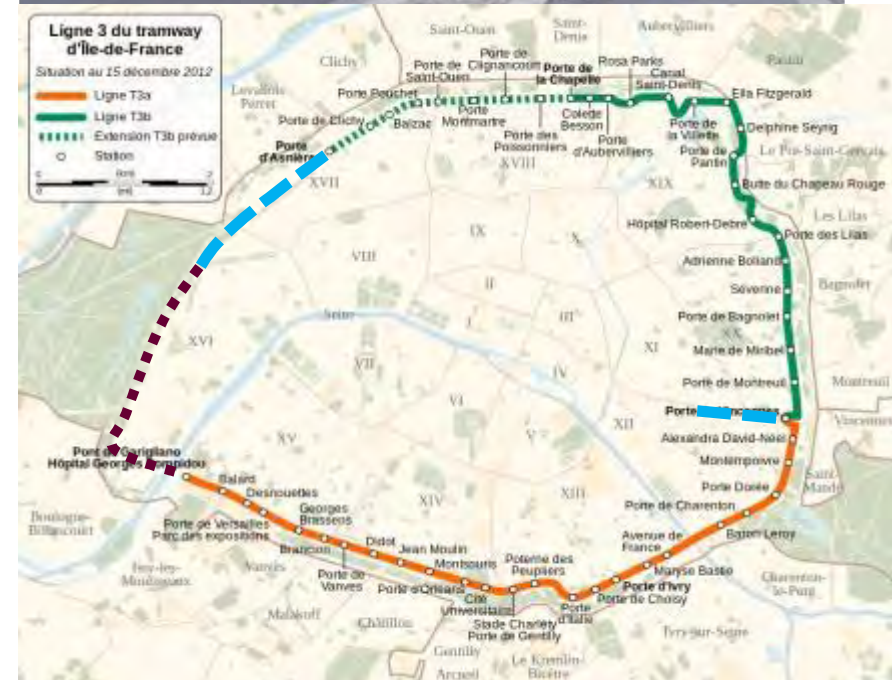 Ligne 3 du tramway
d'Île-de-France
Situation au 15 décembre 2012
Ligne T3a
Ligne T3b
Extension T3b prévue
Station
Saint-Ouen
Saint-
Denis
Aubervilliers
Pantin
Clichy
Levallois
Perret
Porte de
Saint-Ouen
Porte de
Clignancourt
Porte de
la Chapelle
Rosa Parks
Canal
Saint-Denis
Ella Fitzgerald
Porte Pouchet
Porte de Clichy
Balzac
Porte
Montmartre
Porte des
Poissonniers
Colette
Besson
Porte
d'Aubervilliers
Porte de
la Villette
Delphine Seyrig
Porte
d'Asnières
Porte de
Pantin
Le Pré-Saint-Gervais
XVII
XVIII
XIX
Butte du Chapeau Rouge
Les Lilas
Hôpital Robert-Debré
Porte des Lilas
IX
X
VIII
Adrienne Bolland
II
Séverine
Bagnolet
Seine
I
III
Porte de Bagnolet
XX
XVI
XI
Marie de Miribel
VII
IV
Porte de Montreuil
Montreuil
VI
Porte
Vincennes
XII
XV
V
Alexandra David-Néel
Pont du Garigliano
Hôpital Georges Pompidou
Montempoivre
Balard
Saint-
Mandé
Desnouettes
Porte Dorée
XIV
XIII
Georges
Brassens
Porte de Charenton
Boulogne-
Billancourt
Porte de Versailles
Parc des expositions
Didot
Avenue de
France
Baron Leroy
Brancion
Jean Moulin
Poterne des
Peupliers
Issy-les-
Moulineaux
Vanves
Porte de
Vanves
Montsouris
Maryse Bastié
Charenton-
le-Pont
Porte d'Orléans
Cité
Universitaire
Porte d'Ivry
Porte de Choisy
Porte
d'Italie
Malakoff
Châtillon
Stade Charléty
Porte de Gentilly
Ivry-sur-Seine
Gentilly
Le Kremlin-
Bicêtre
Arcueil